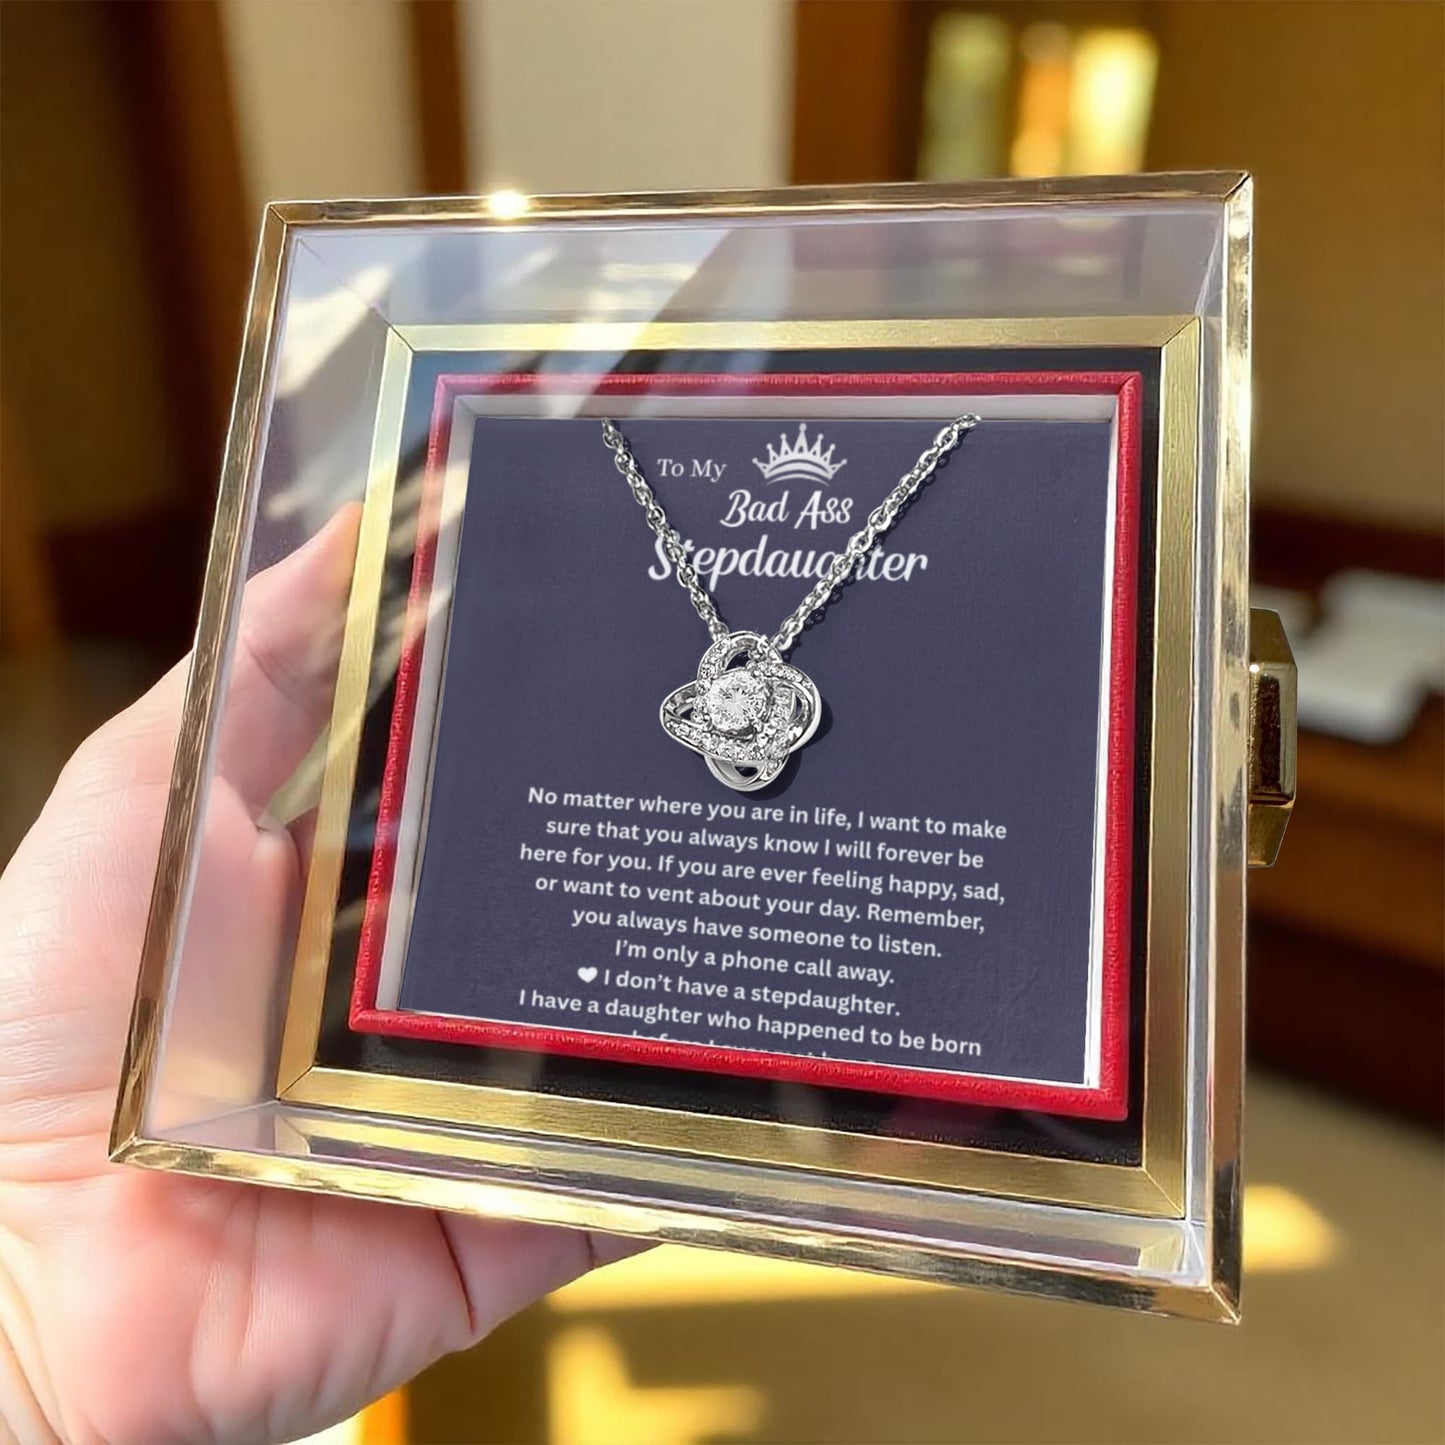 To My
Bad Ass
Stepdaughter
No matter where you are in life, I want to make
sure that you always know I will forever be
here for you. If you are ever feeling happy, sad,
or want to vent about your day. Remember,
you always have someone to listen.
I'm only a phone call away.
♥ I don't have a stepdaughter.
I have a daughter who happened to be born
before I